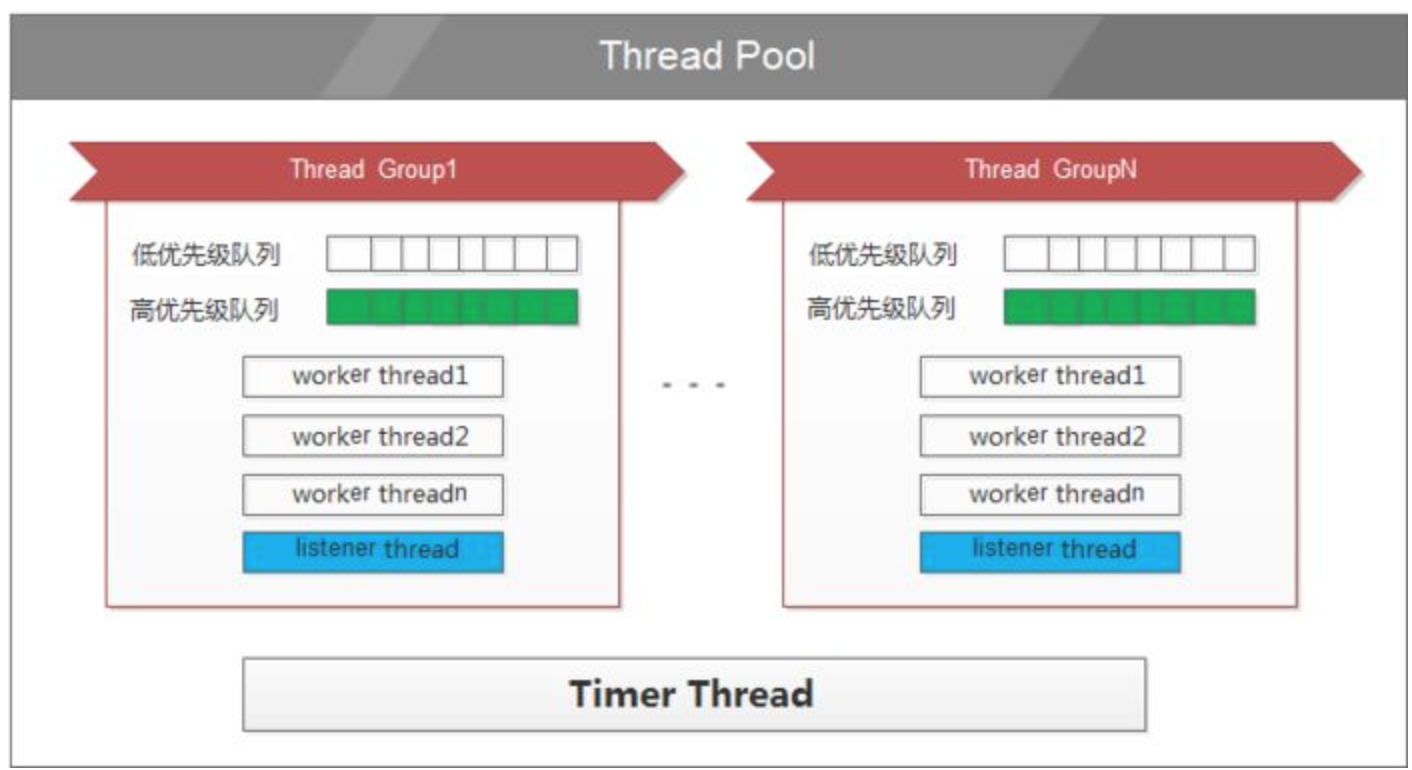 Thread Pool
Thread Group1
低优先级队列
高优先级队列
worker thread1
worker thread2
worker threadn
listener thread
- - -
Thread GroupN
低优先级队列
高优先级队列
worker thread1
worker thread2
worker threadn
listener thread
Timer Thread